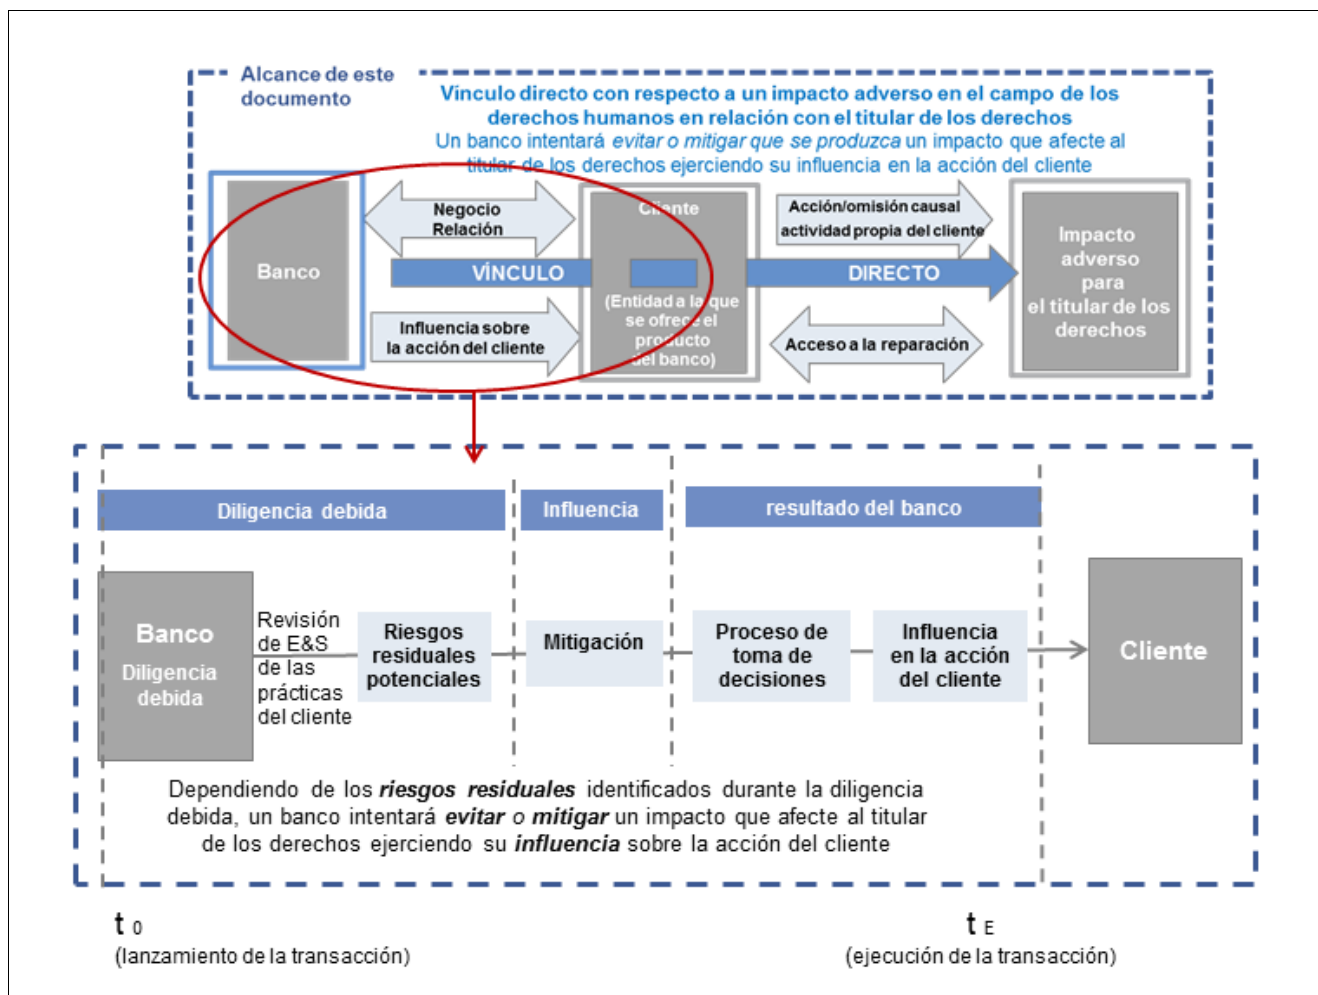 Alcance de este
documento
Vínculo directo con respecto a un impacto adverso en el campo de los
derechos humanos en relación con el titular de los derechos
Un banco intentará evitar o mitigar que se produzca un impacto que afecte al
titular de los derechos ejerciendo su influencia en la acción del cliente
Banco
Negocio
Relación
VÍNCULO
Influencia sobre
la acción del cliente
Cliente
(Entidad a la que
se ofrece el
producto
del banco)
Acción/omisión causal
actividad propia del cliente
DIRECTO
Acceso a la reparación
Impacto
adverso
para
el titular de los
derechos
Diligencia debida
Influencia
resultado del banco
Banco
Diligencia
debida
Revisión
de E&S
de las
prácticas
del cliente
Riesgos
residuales
potenciales
Mitigación
Proceso de
toma de
decisiones
Influencia
en la acción
del cliente
Cliente
Dependiendo de los riesgos residuales identificados durante la diligencia
debida, un banco intentará evitar o mitigar un impacto que afecte al titular
de los derechos ejerciendo su influencia sobre la acción del cliente
t 0
(lanzamiento de la transacción)
t E
(ejecución de la transacción)